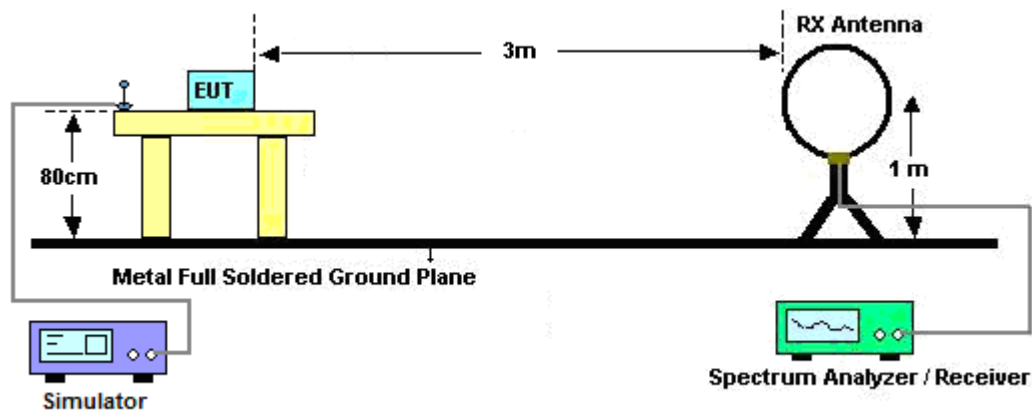 RX Antenna
3m
EUT
80cm
1 m
Metal Full Soldered Ground Plane
Simulator
Spectrum Analyzer / Receiver